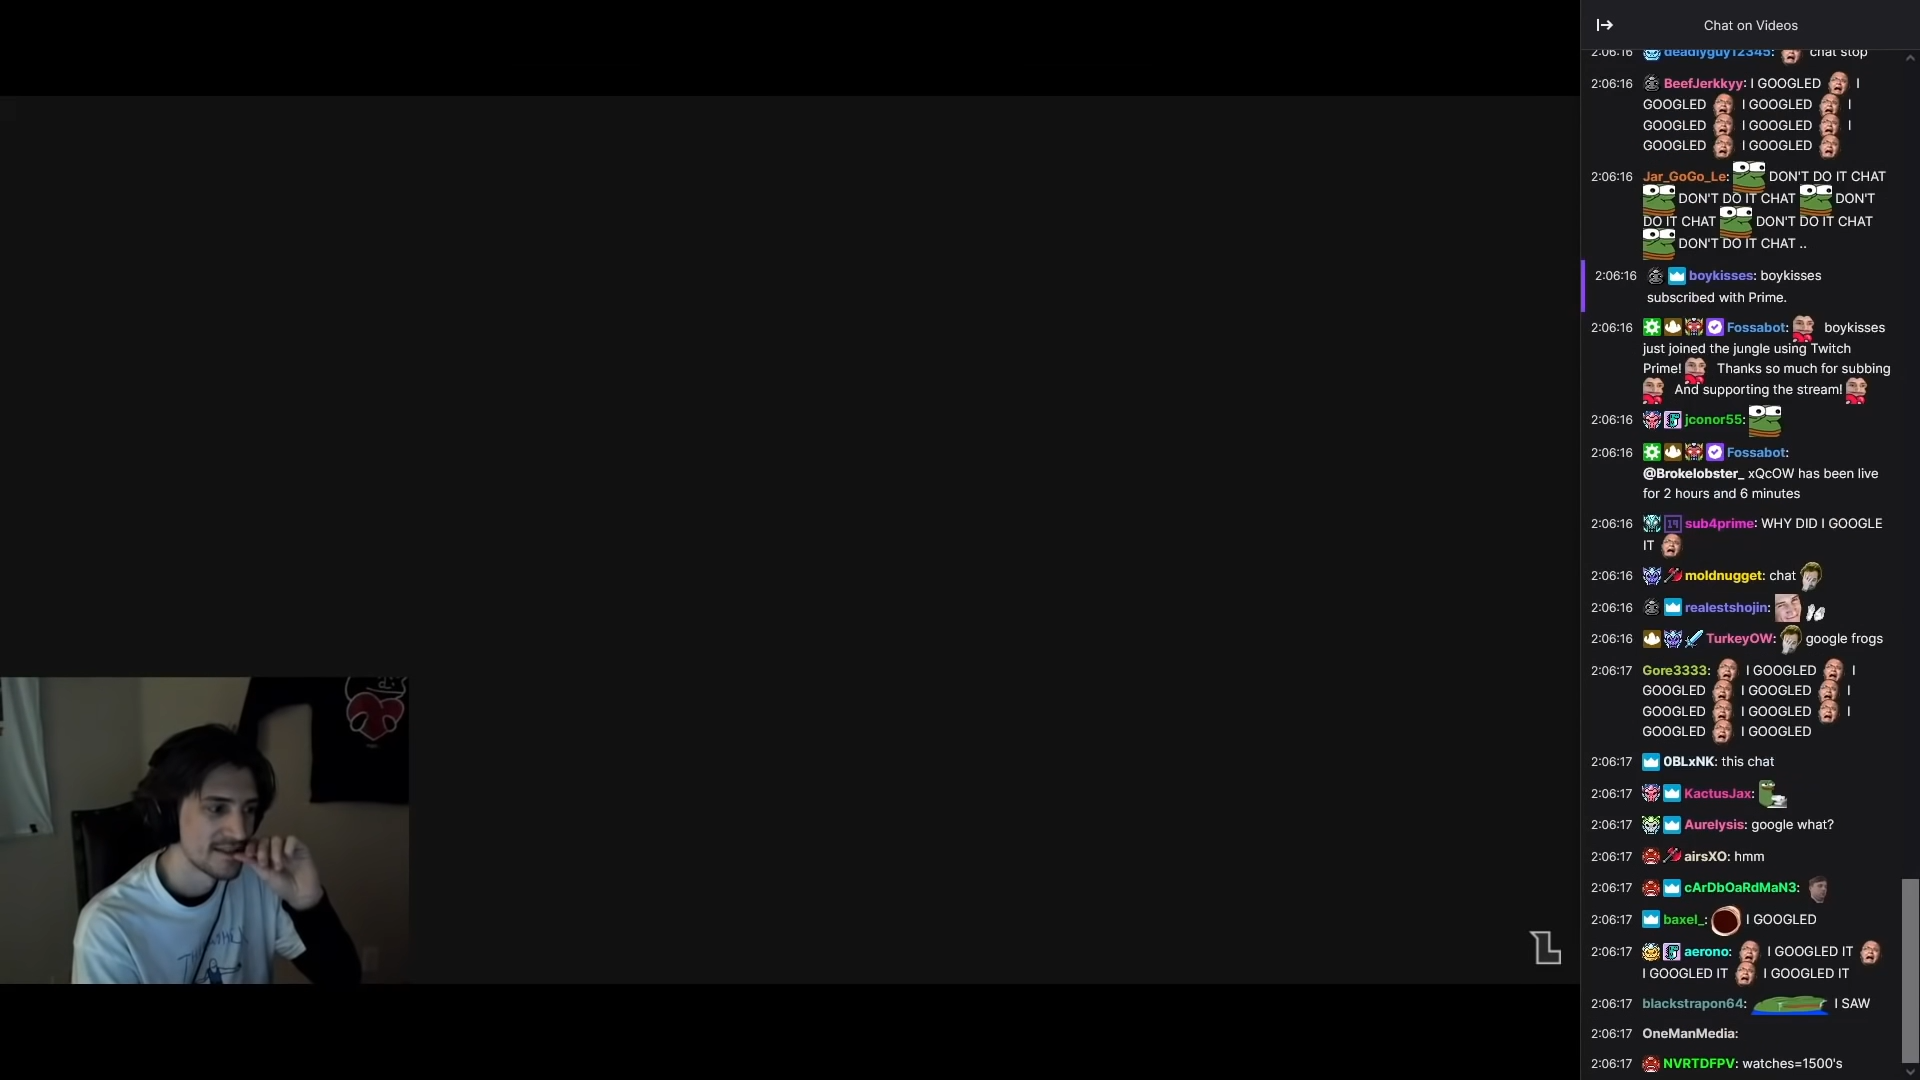 Chat on Videos
2:06:16 deadlyguy12345: chat stop
2:06:16 BeefJerkkyy: I GOOGLED I
GOOGLED I GOOGLED I
GOOGLED I GOOGLED I
GOOGLED I GOOGLED
2:06:16 Jar_GoGo_Le: DON'T DO IT CHAT
DON'T DO IT CHAT DON'T
DO IT CHAT DON'T DO IT CHAT
DON'T DO IT CHAT ..
2:06:16 boykisses: boykisses
subscribed with Prime.
2:06:16 Fossabot: boykisses
just joined the jungle using Twitch
Prime! Thanks so much for subbing
And supporting the stream!
2:06:16 jconor55:
2:06:16 Fossabot:
@Brokelobster_ xQcOW has been live
for 2 hours and 6 minutes
2:06:16 sub4prime: WHY DID I GOOGLE
IT
2:06:16 moldnugget: chat
2:06:16 realestshojin:
2:06:16 TurkeyOW: google frogs
2:06:17 Gore3333: I GOOGLED I
GOOGLED I GOOGLED I
GOOGLED I GOOGLED I
GOOGLED I GOOGLED
2:06:17 0BLxNK: this chat
2:06:17 KactusJax:
2:06:17 Aurelysis: google what?
2:06:17 airsXO: hmm
2:06:17 cArDbOaRdMaN3:
2:06:17 baxel_: I GOOGLED
2:06:17 aerono: I GOOGLED IT
I GOOGLED IT I GOOGLED IT
2:06:17 blackstrapon64: I SAW
2:06:17 OneManMedia:
2:06:17 NVRTDFPV: watches=1500's